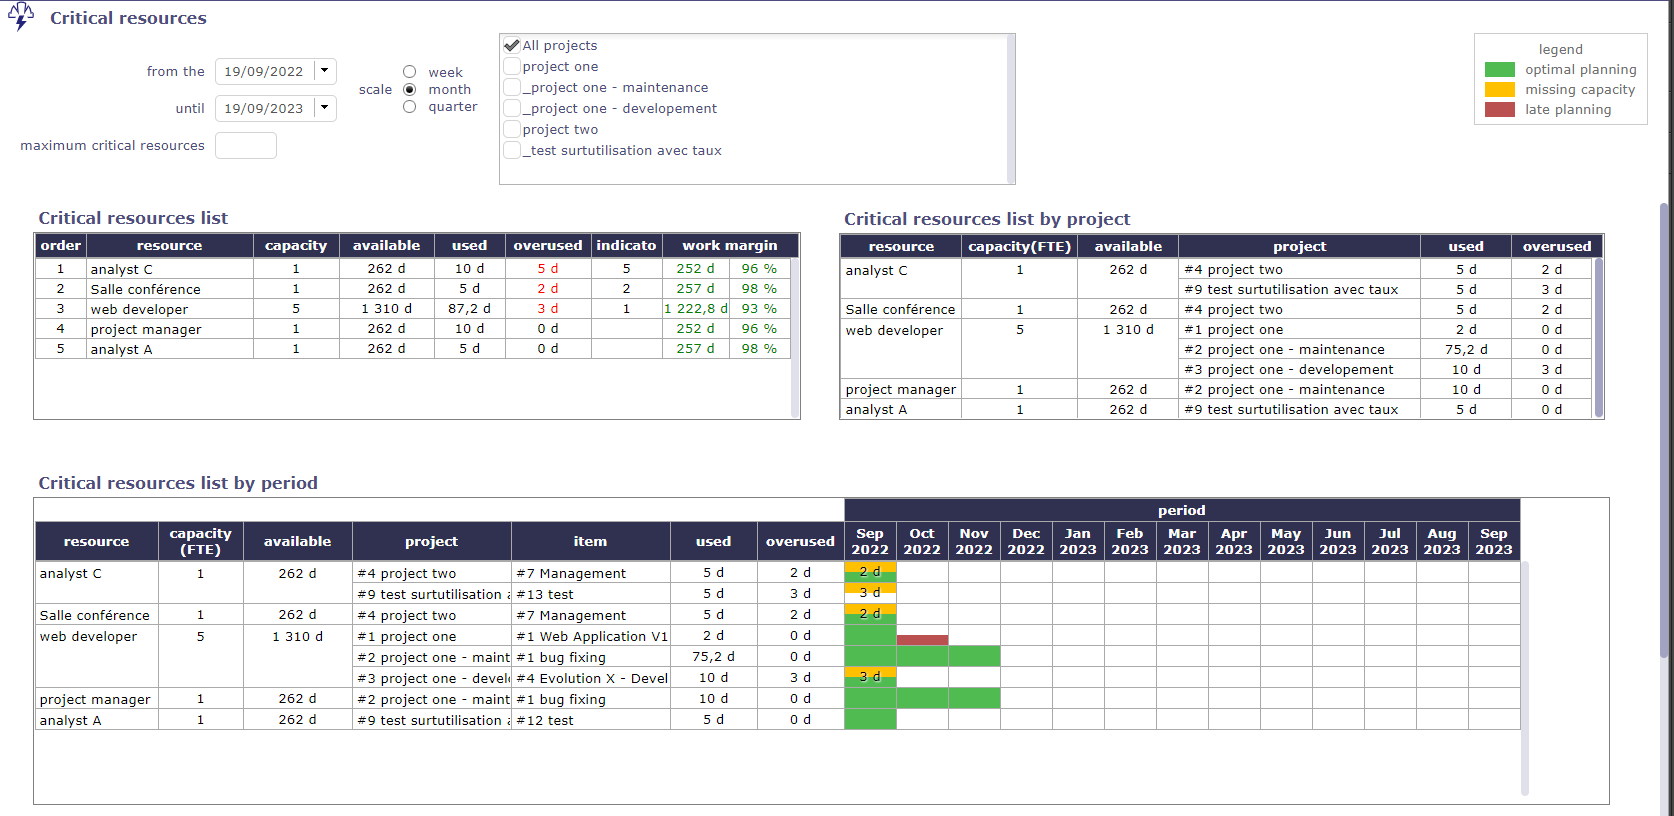 Critical resources
from the 19/09/2022
until 19/09/2023
maximum critical resources
scale
week
month
quarter
All projects
project one
_project one - maintenance
_project one - developement
project two
_test surtutilisation avec taux
legend
optimal planning
missing capacity
late planning
Critical resources list
order resource capacity available used overused indicato work margin
1 analyst C 1 262 d 10 d 5 d 5 252 d 96 %
2 Salle conférence 1 262 d 5 d 2 d 2 257 d 98 %
3 web developer 5 1 310 d 87,2 d 3 d 1 1 222,8 d 93 %
4 project manager 1 262 d 10 d 0 d 252 d 96 %
5 analyst A 1 262 d 5 d 0 d 257 d 98 %
Critical resources list by project
resource capacity(FTE) available project used overused
analyst C 1 262 d #4 project two 5 d 2 d
#9 test surtutilisation avec taux 5 d 3 d
Salle conférence 1 262 d #4 project two 5 d 2 d
web developer 5 1 310 d #1 project one 2 d 0 d
#2 project one - maintenance 75,2 d 0 d
#3 project one - developement 10 d 3 d
project manager 1 262 d #2 project one - maintenance 10 d 0 d
analyst A 1 262 d #9 test surtutilisation avec taux 5 d 0 d
Critical resources list by period
period
resource capacity (FTE) available project item used overused Sep 2022 Oct 2022 Nov 2022 Dec 2022 Jan 2023 Feb 2023 Mar 2023 Apr 2023 May 2023 Jun 2023 Jul 2023 Aug 2023 Sep 2023
analyst C 1 262 d #4 project two #7 Management 5 d 2 d 2 d
#9 test surtutilisation #13 test 5 d 3 d 3 d
Salle conférence 1 262 d #4 project two #7 Management 5 d 2 d 2 d
web developer 5 1 310 d #1 project one #1 Web Application V1 2 d 0 d
#2 project one - maint #1 bug fixing 75,2 d 0 d
#3 project one - devel #4 Evolution X - Devel 10 d 3 d 3 d
project manager 1 262 d #2 project one - maint #1 bug fixing 10 d 0 d
analyst A 1 262 d #9 test surtutilisation #12 test 5 d 0 d